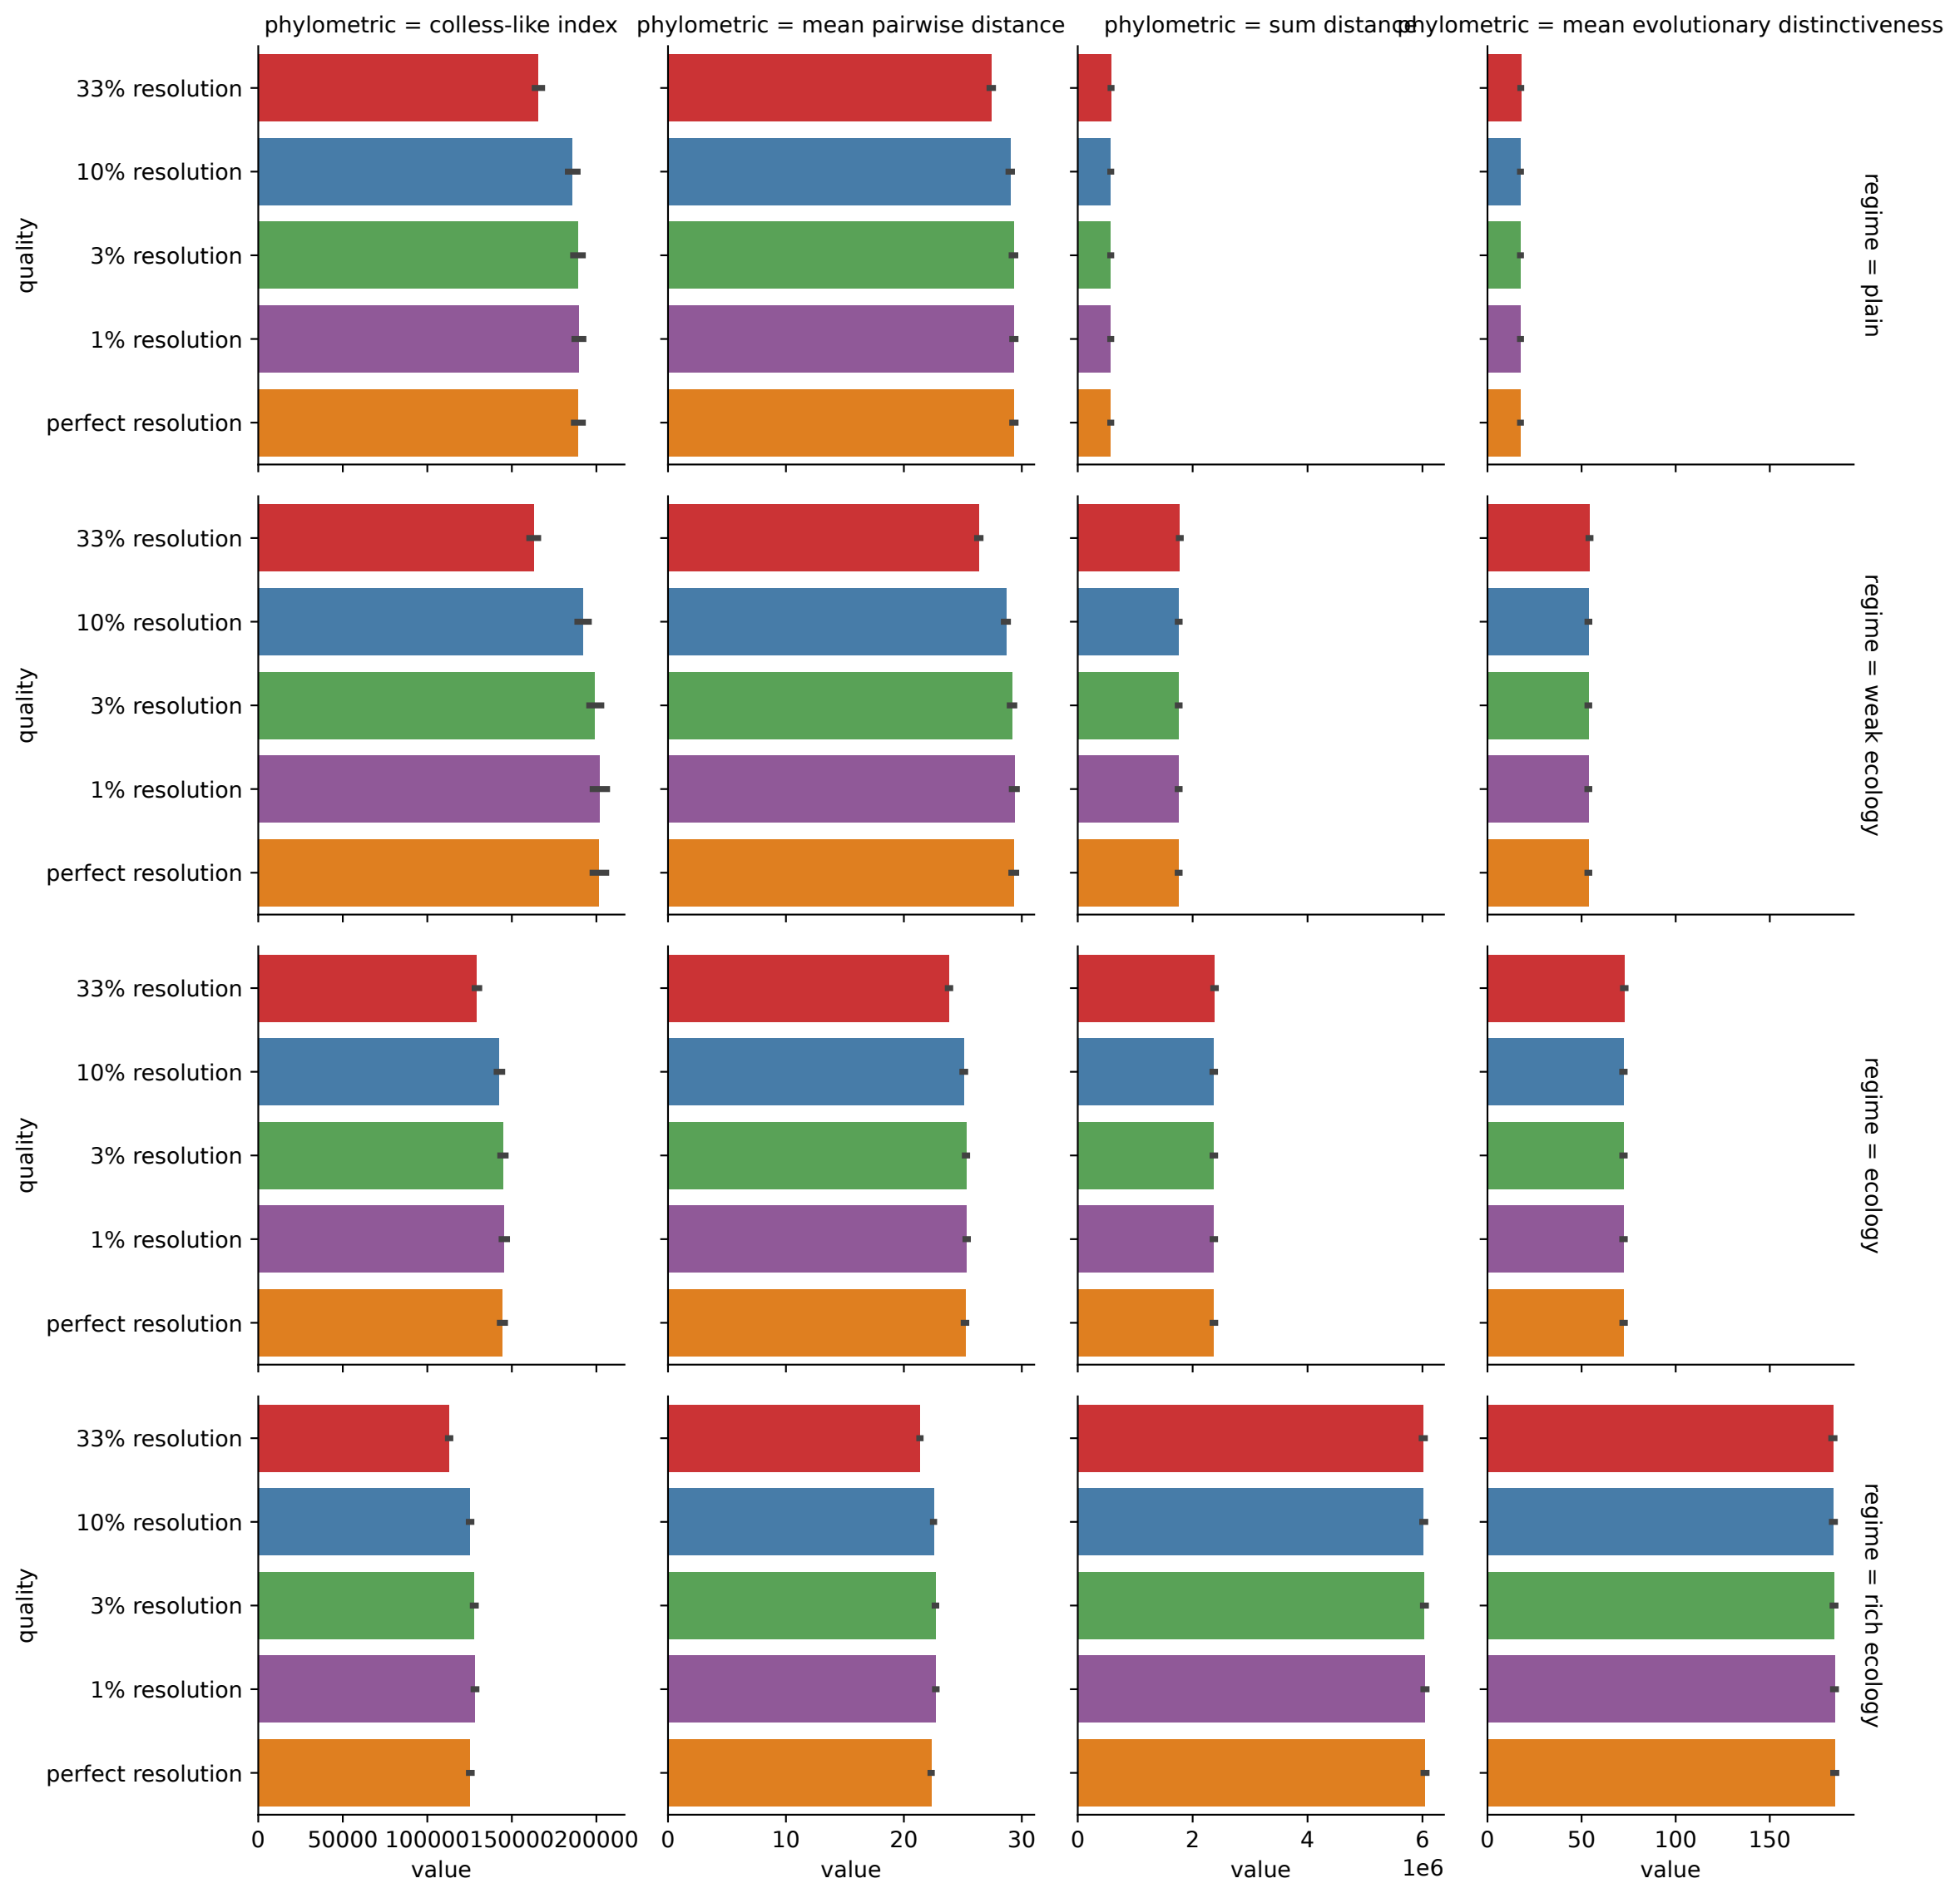 phylometric = colless-like index
phylometric = mean pairwise distance
phylometric = sum distance
phylometric = mean evolutionary distinctiveness
quality
33% resolution
10% resolution
3% resolution
1% resolution
perfect resolution
regime = plain
quality
33% resolution
10% resolution
3% resolution
1% resolution
perfect resolution
regime = weak ecology
quality
33% resolution
10% resolution
3% resolution
1% resolution
perfect resolution
regime = ecology
quality
33% resolution
10% resolution
3% resolution
1% resolution
perfect resolution
regime = rich ecology
0 50000 100000 150000 200000
value
0 10 20 30
value
0 2 4 6
1e6
value
0 50 100 150
value